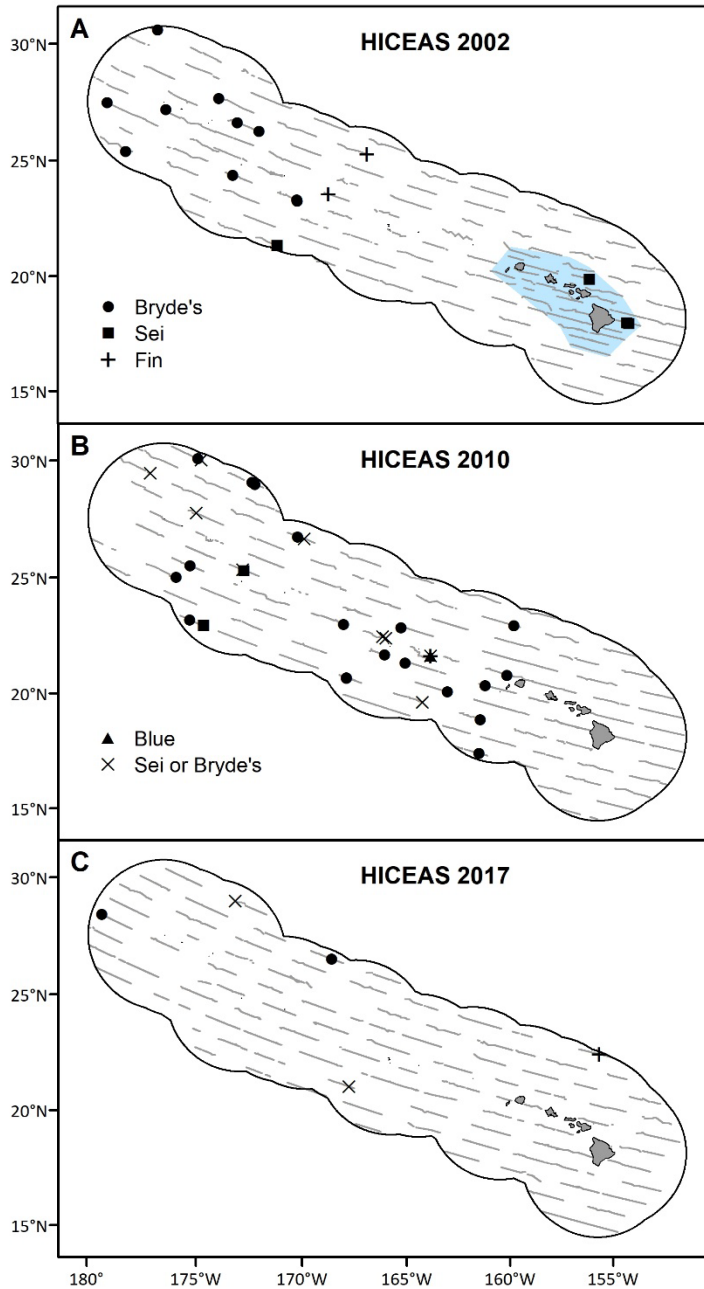 A
HICEAS 2002
30°N
25°N
20°N
15°N
Bryde's
Sei
Fin
B
HICEAS 2010
30°N
25°N
20°N
15°N
Blue
Sei or Bryde's
C
HICEAS 2017
30°N
25°N
20°N
15°N
180° 175°W 170°W 165°W 160°W 155°W